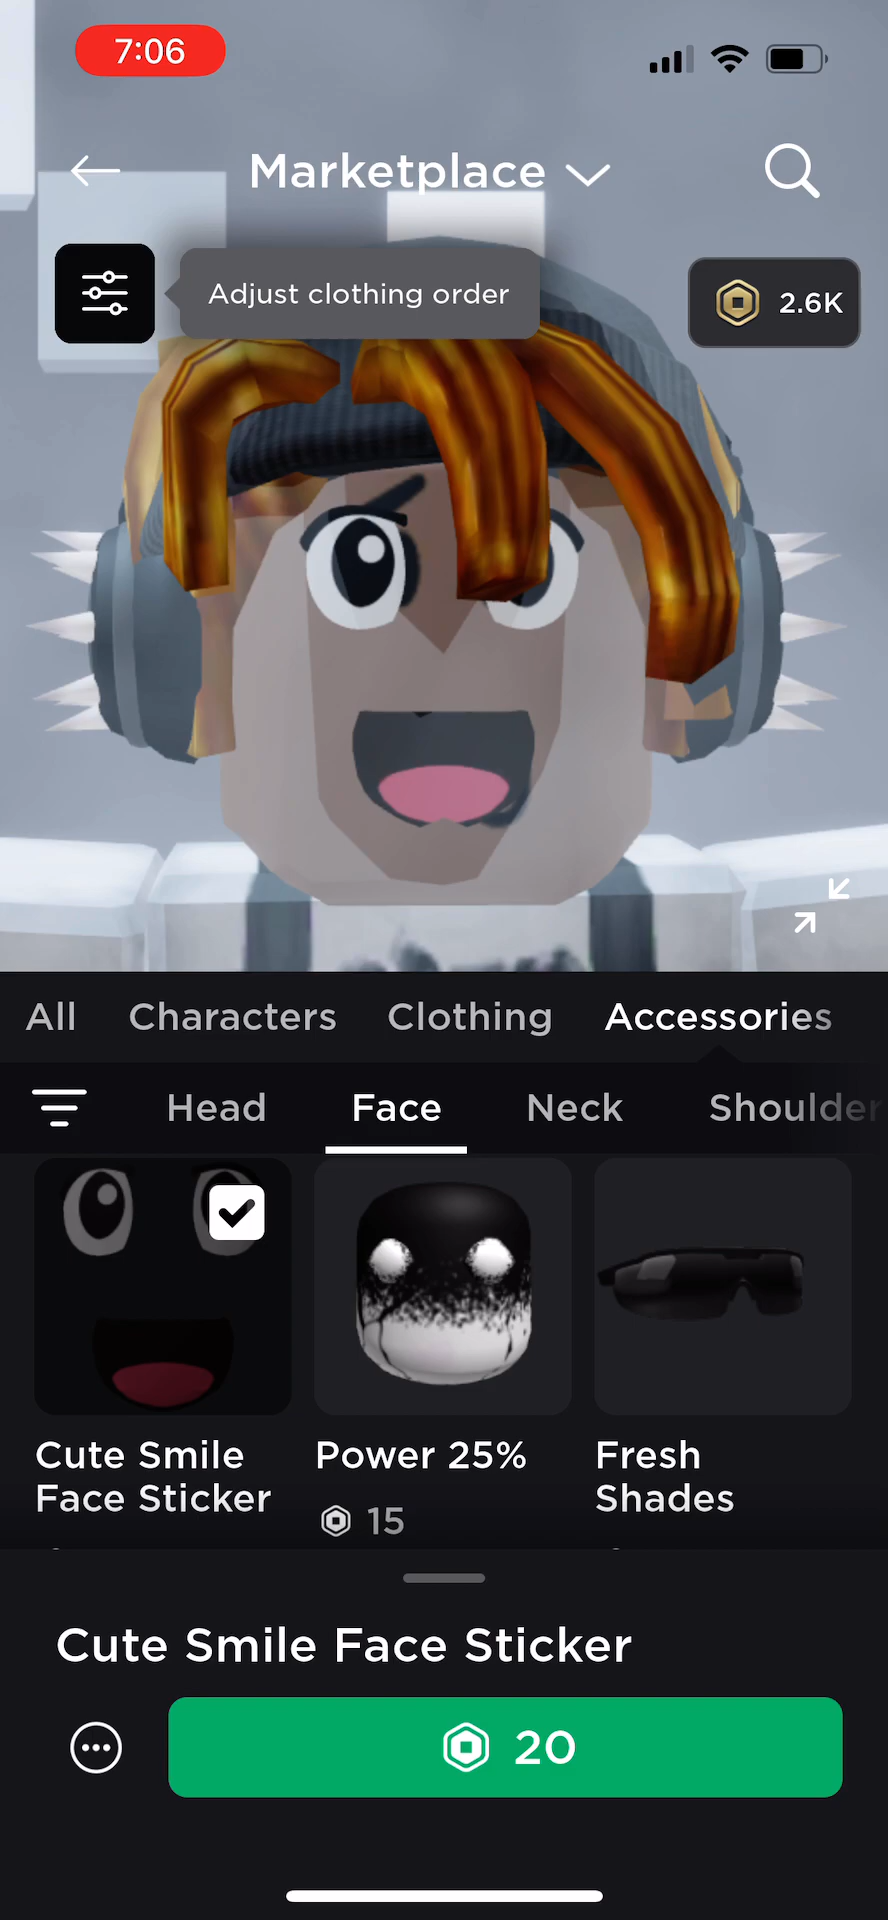 7:06
Marketplace
Adjust clothing order
2.6K
All Characters Clothing Accessories
Head Face Neck Shoulder
Cute Smile
Face Sticker
Power 25%
15
Fresh
Shades
Cute Smile Face Sticker
20